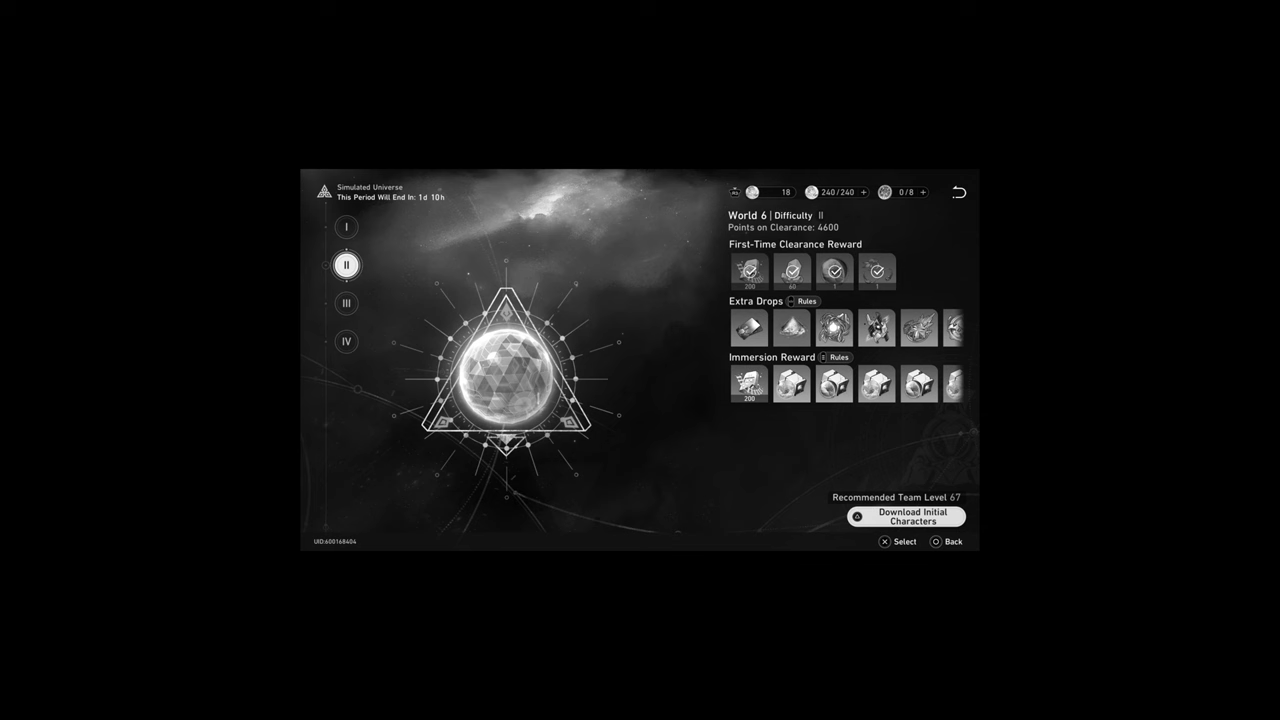 Simulated Universe
This Period Will End In: 1d 10h
18
240/240 +
0/8 +
I
II
III
IV
World 6 | Difficulty II
Points on Clearance: 4600
First-Time Clearance Reward
200
60
1
1
Extra Drops Rules
Immersion Reward Rules
200
Recommended Team Level 67
Download Initial
Characters
UID:600168404
Select
Back